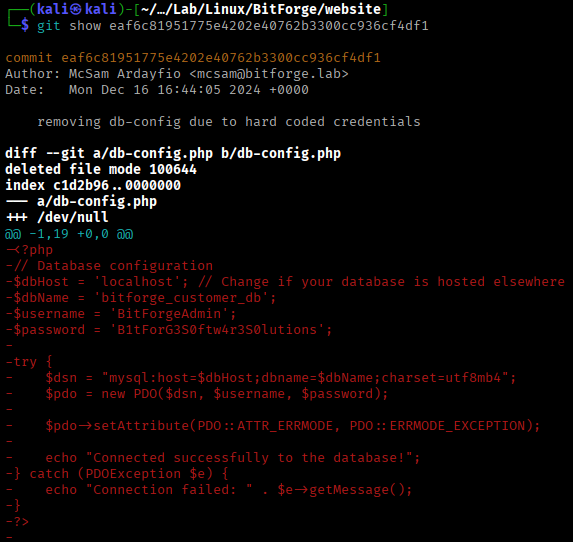 ┌──(kali㉿kali)-[~/…/Lab/Linux/BitForge/website]
└─$ git show eaf6c81951775e4202e40762b3300cc936cf4df1
commit eaf6c81951775e4202e40762b3300cc936cf4df1
Author: McSam Ardayfio <mcsam@bitforge.lab>
Date:   Mon Dec 16 16:44:05 2024 +0000
    removing db-config due to hard coded credentials
diff --git a/db-config.php b/db-config.php
deleted file mode 100644
index c1d2b96..0000000
--- a/db-config.php
+++ /dev/null
@@ -1,19 +0,0 @@
-<?php
-// Database configuration
-$dbHost = 'localhost'; // Change if your database is hosted elsewhere
-$dbName = 'bitforge_customer_db';
-$username = 'BitForgeAdmin';
-$password = 'B1tForG3S0ftw4r3S0lutions';
-
-try {
-    $dsn = "mysql:host=$dbHost;dbname=$dbName;charset=utf8mb4";
-    $pdo = new PDO($dsn, $username, $password);
-
-    $pdo->setAttribute(PDO::ATTR_ERRMODE, PDO::ERRMODE_EXCEPTION);
-
-    echo "Connected successfully to the database!";
-} catch (PDOException $e) {
-    echo "Connection failed: " . $e->getMessage();
-}
-?>
-